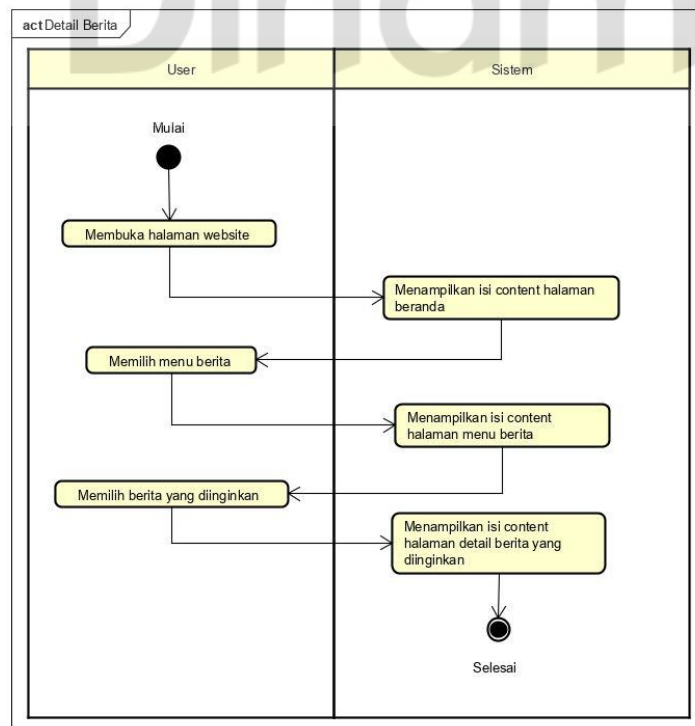 act Detail Berita
User
Sistem
Mulai
Membuka halaman website
Menampilkan isi content halaman
beranda
Memilih menu berita
Menampilkan isi content
halaman menu berita
Memilih berita yang diinginkan
Menampilkan isi content
halaman detail berita yang
diinginkan
Selesai